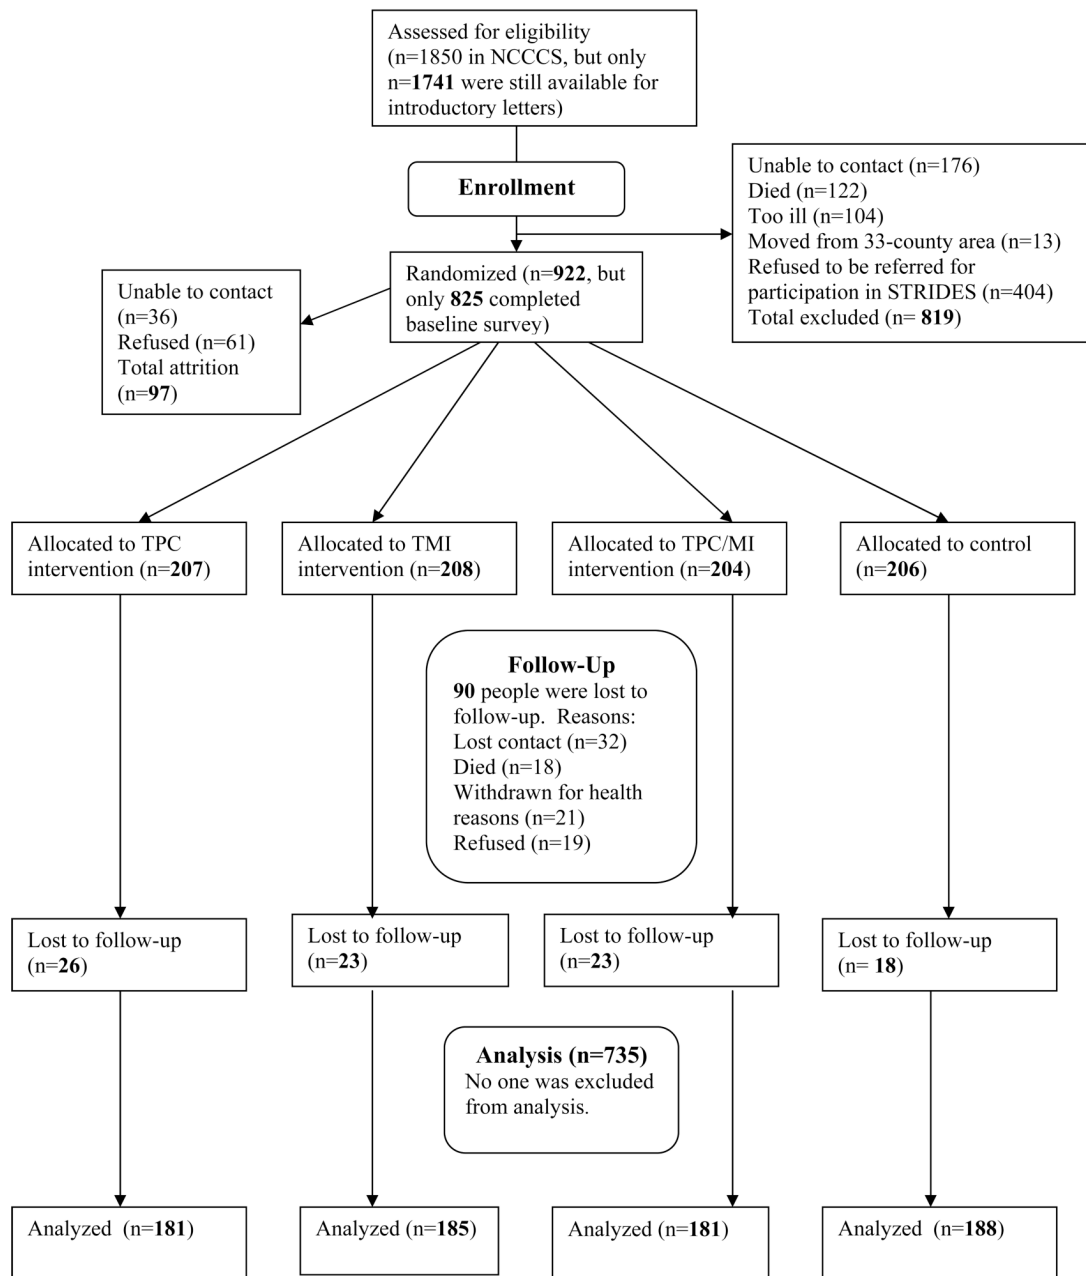 Assessed for eligibility
(n=1850 in NCCCS, but only
n=1741 were still available for
introductory letters)
Enrollment
Unable to contact (n=176)
Died (n=122)
Too ill (n=104)
Moved from 33-county area (n=13)
Refused to be referred for
participation in STRIDES (n=404)
Total excluded (n= 819)
Randomized (n=922, but
only 825 completed
baseline survey)
Unable to contact
(n=36)
Refused (n=61)
Total attrition
(n=97)
Allocated to TPC
intervention (n=207)
Allocated to TMI
intervention (n=208)
Allocated to TPC/MI
intervention (n=204)
Allocated to control
(n=206)
Follow-Up
90 people were lost to
follow-up.  Reasons:
Lost contact (n=32)
Died (n=18)
Withdrawn for health
reasons (n=21)
Refused (n=19)
Lost to follow-up
(n=26)
Lost to follow-up
(n=23)
Lost to follow-up
(n=23)
Lost to follow-up
(n= 18)
Analysis (n=735)
No one was excluded
from analysis.
Analyzed  (n=181)
Analyzed (n=185)
Analyzed  (n=181)
Analyzed  (n=188)